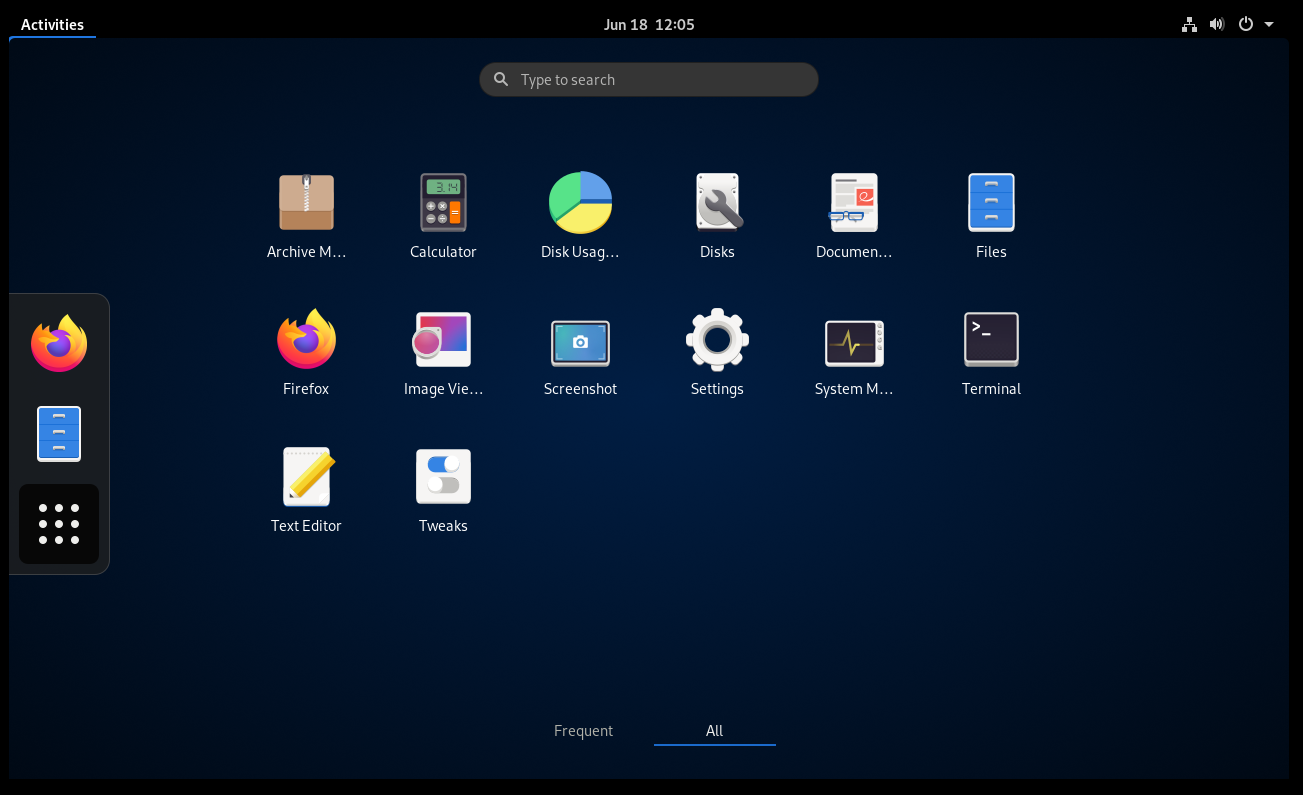 Activities
Jun 18 12:05
Type to search
3.14
Archive M...
Calculator
Disk Usag...
Disks
Documen...
Files
Firefox
Image Vie...
Screenshot
Settings
System M...
>_
Terminal
Text Editor
Tweaks
Frequent
All